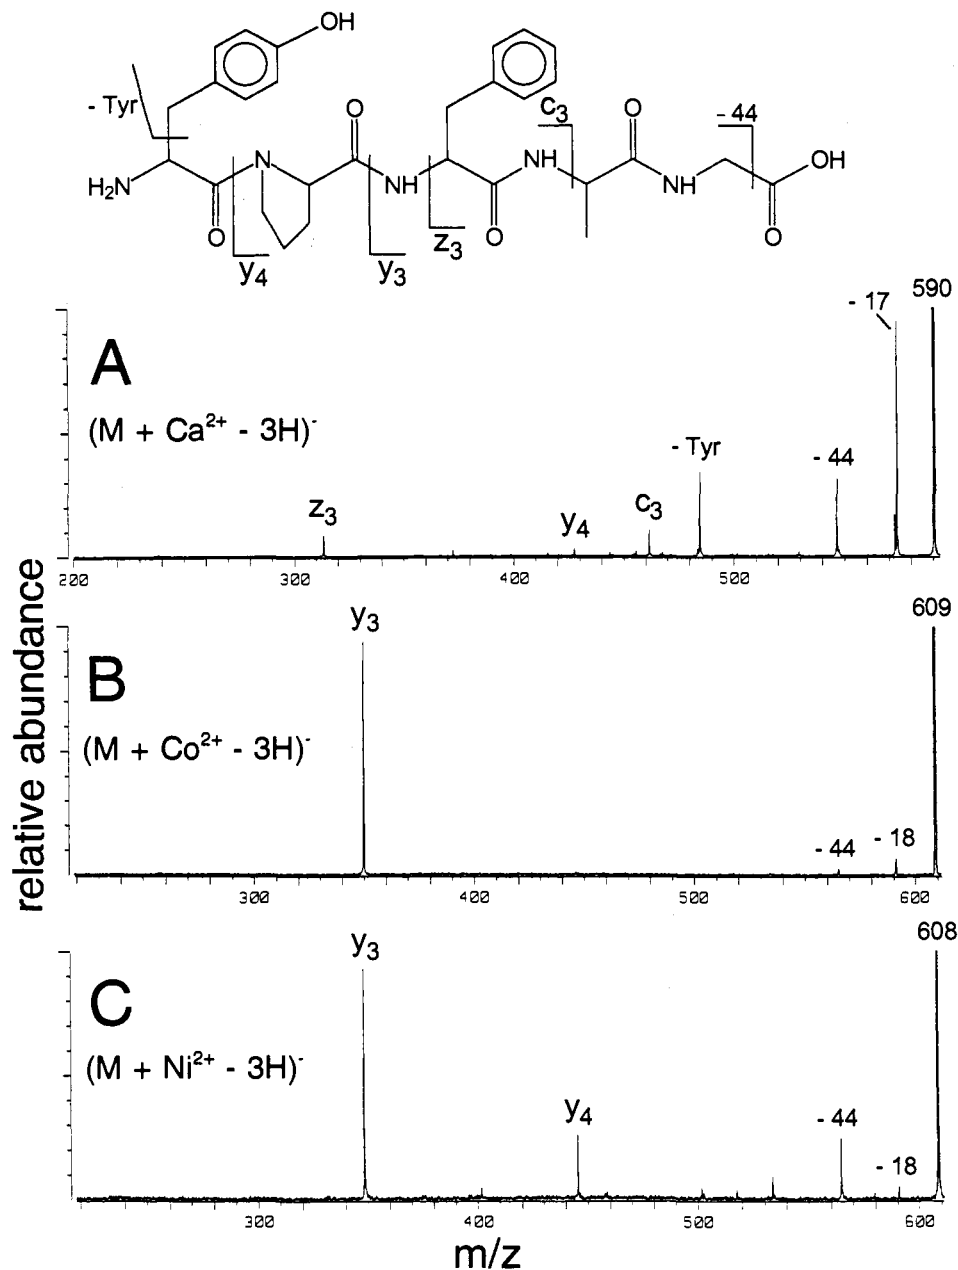 OH
- Tyr
O
C3
O
- 44
N
NH
OH
H2N
NH
NH
O
O
O
y4
y3
z3
590
- 17
A
(M + Ca2+ - 3H)-
- Tyr
- 44
z3
y4
c3
200 300 400 500
609
y3
B
(M + Co2+ - 3H)-
- 44
- 18
300 400 500 600
608
y3
C
(M + Ni2+ - 3H)-
y4
- 44
- 18
300 400 500 600
m/z
relative abundance